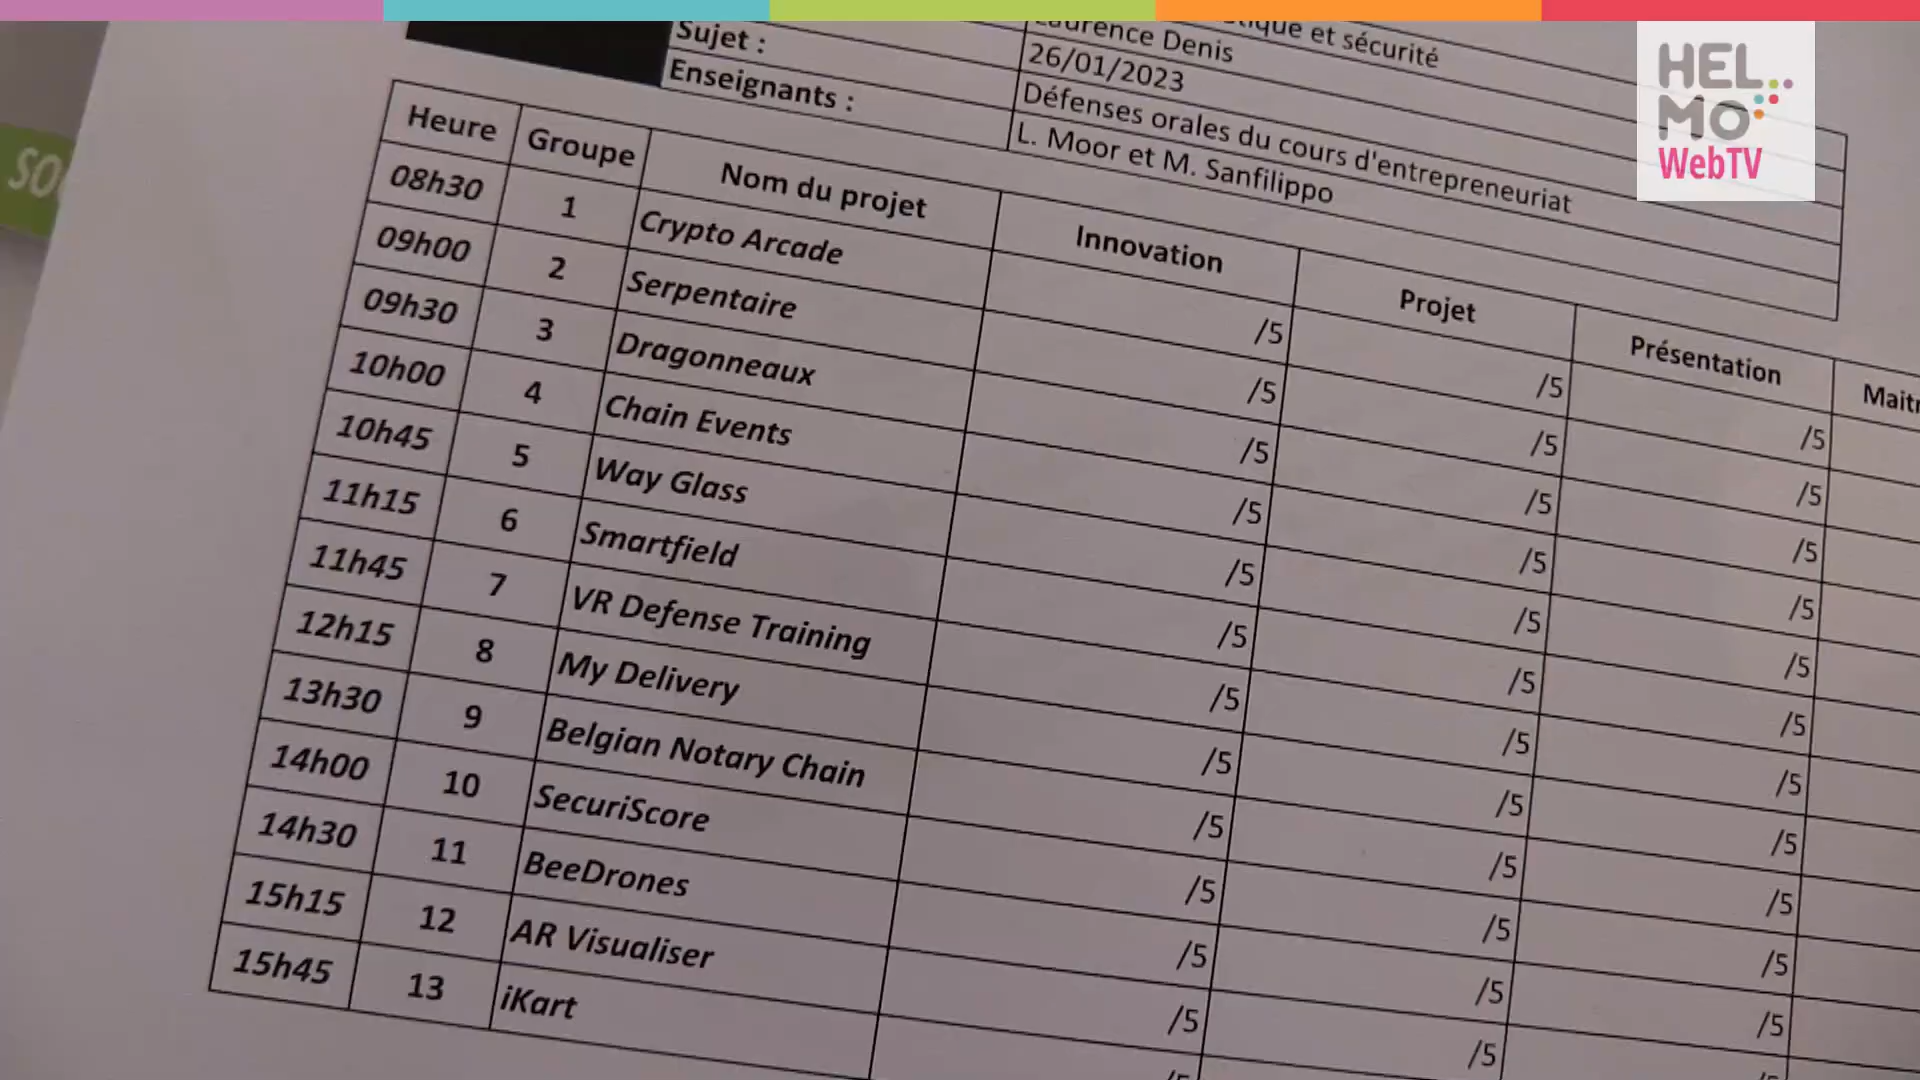 HEL
MO
WebTV
SO
et sécurité
Laurence Denis
26/01/2023
Sujet : Défenses orales du cours d'entrepreneuriat
Enseignants : L. Moor et M. Sanfilippo
Heure Groupe Nom du projet Innovation Projet Présentation
08h30 1 Crypto Arcade /5 /5 /5
09h00 2 Serpentaire /5 /5 /5
09h30 3 Dragonneaux /5 /5 /5
10h00 4 Chain Events /5 /5 /5
10h45 5 Way Glass /5 /5 /5
11h15 6 Smartfield /5 /5 /5
11h45 7 VR Defense Training /5 /5 /5
12h15 8 My Delivery /5 /5 /5
13h30 9 Belgian Notary Chain /5 /5 /5
14h00 10 SecuriScore /5 /5 /5
14h30 11 BeeDrones /5 /5 /5
15h15 12 AR Visualiser /5 /5 /5
15h45 13 iKart /5